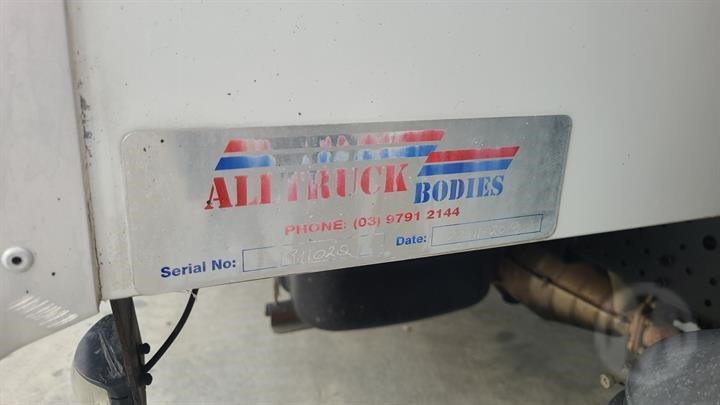 ALLTRUCK
BODIES
PHONE: (03) 9791 2144
Serial No:
Date: